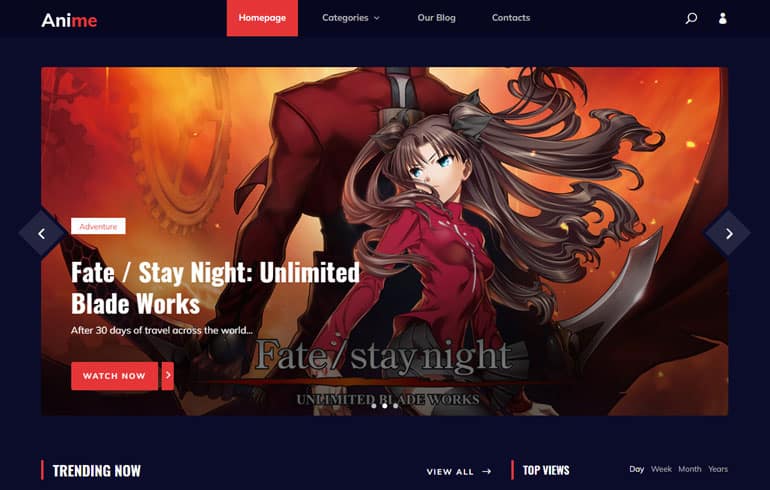 Anime
Homepage
Categories
Our Blog
Contacts
Adventure
Fate / Stay Night: Unlimited
Blade Works
After 30 days of travel across the world...
WATCH NOW
Fate/stay night
UNLIMITED BLADE WORKS
TRENDING NOW
VIEW ALL
TOP VIEWS
Day Week Month Years